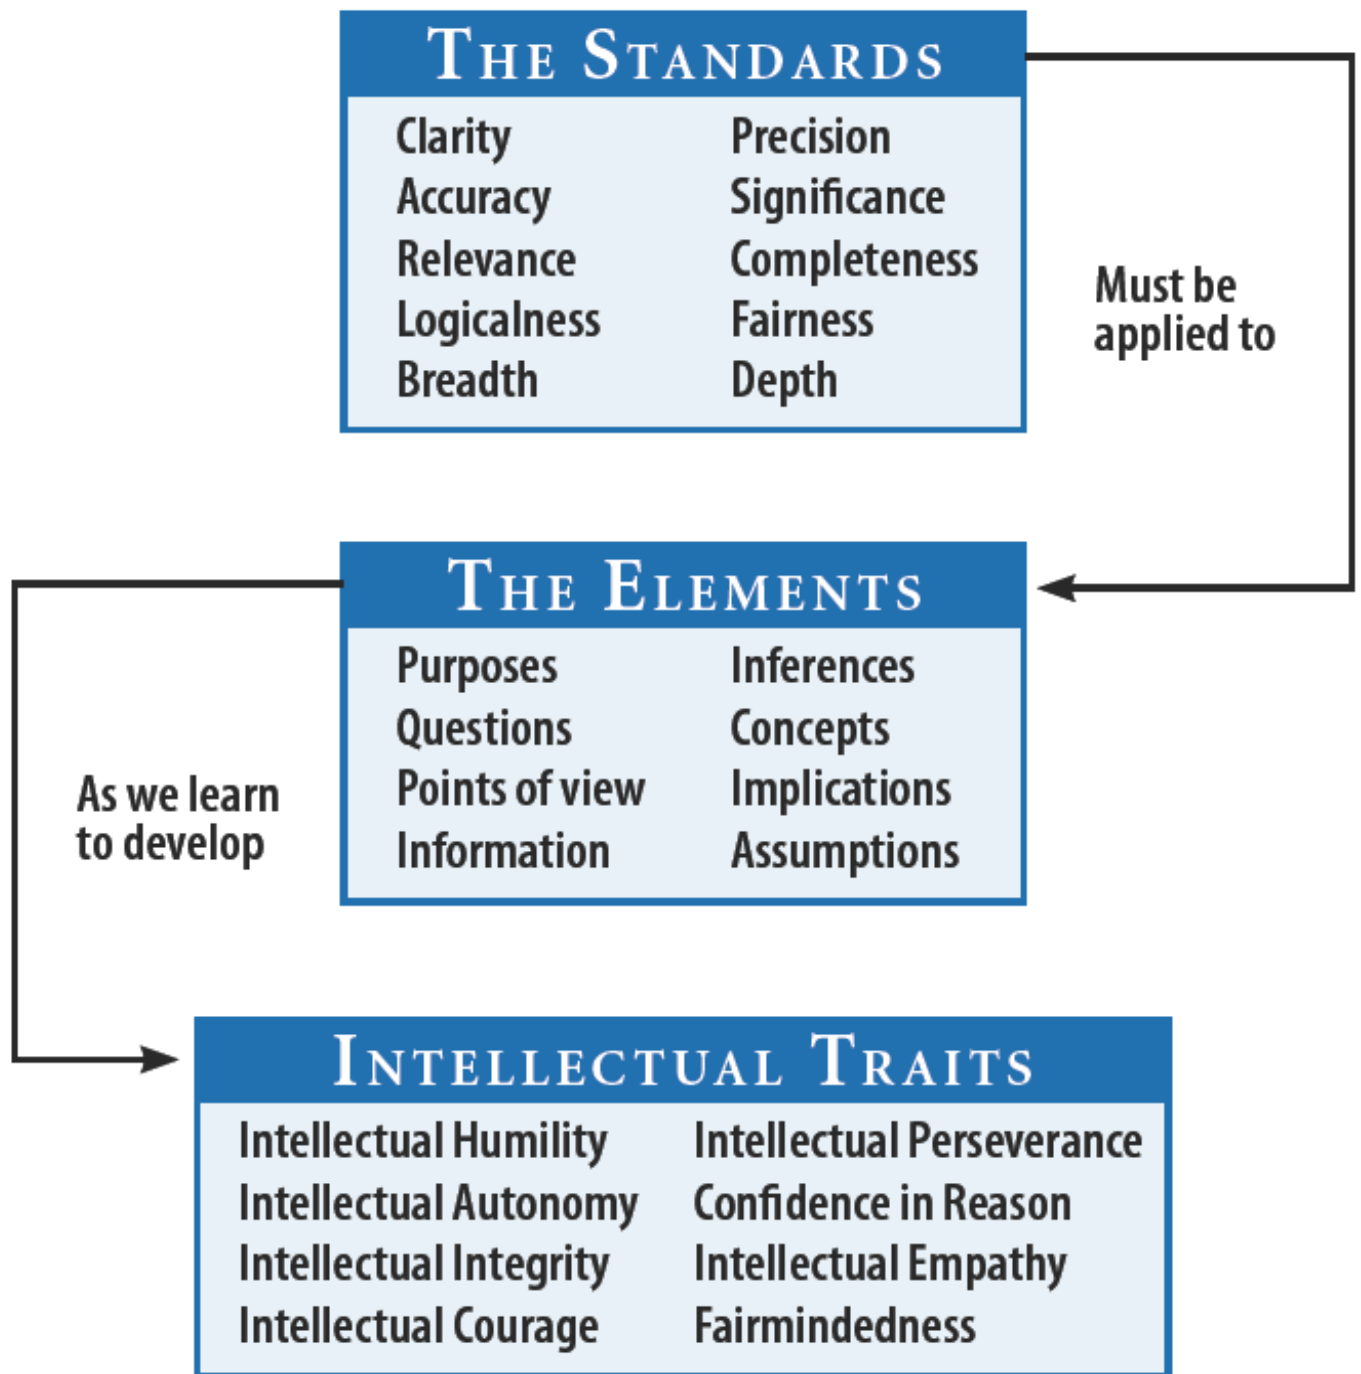 THE STANDARDS
Clarity Precision
Accuracy Significance
Relevance Completeness
Logicalness Fairness
Breadth Depth
Must be
applied to
THE ELEMENTS
Purposes Inferences
Questions Concepts
Points of view Implications
Information Assumptions
As we learn
to develop
INTELLECTUAL TRAITS
Intellectual Humility Intellectual Perseverance
Intellectual Autonomy Confidence in Reason
Intellectual Integrity Intellectual Empathy
Intellectual Courage Fairmindedness